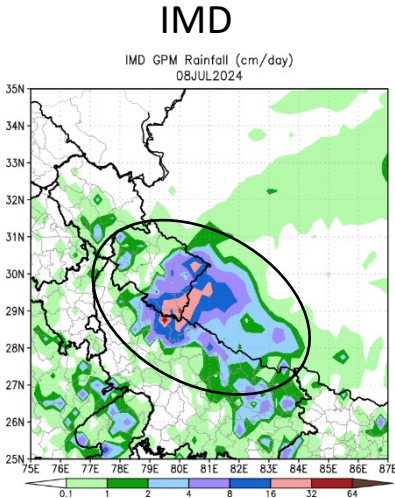 IMD
IMD GPM Rainfall (cm/day)
08JUL2024
35N
34N
33N
32N
31N
30N
29N
28N
27N
26N
25N
75E 76E 77E 78E 79E 80E 81E 82E 83E 84E 85E 86E 87E
0.1 1 2 4 8 16 32 64